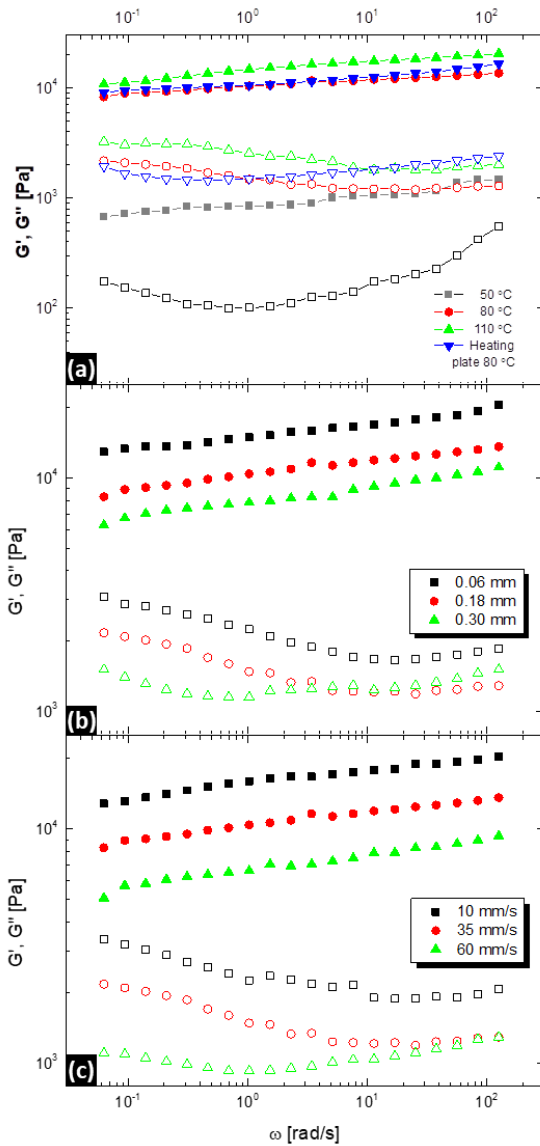 10⁻¹ 10⁰ 10¹ 10²
10⁴
10³
10²
G', G'' [Pa]
50 °C
80 °C
110 °C
Heating
plate 80 °C
(a)
10⁴
10³
G', G'' [Pa]
0.06 mm
0.18 mm
0.30 mm
(b)
10⁴
10³
G', G'' [Pa]
10 mm/s
35 mm/s
60 mm/s
(c)
10⁻¹ 10⁰ 10¹ 10²
ω [rad/s]